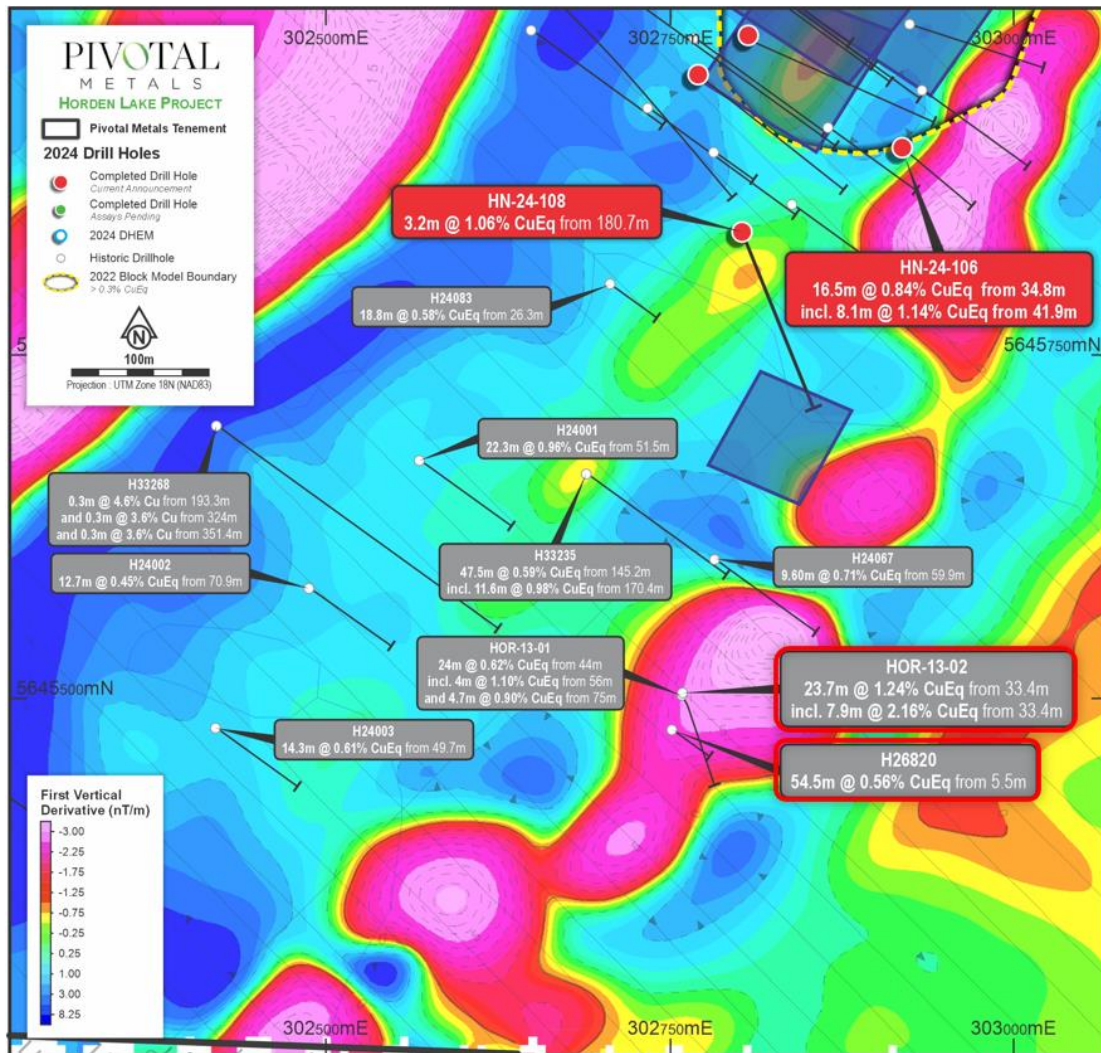 302500mE
302750mE
303000mE
PIVOTAL
METALS
HORDEN LAKE PROJECT
Pivotal Metals Tenement
2024 Drill Holes
Completed Drill Hole
Current Announcement
Completed Drill Hole
Assays Pending
2024 DHEM
Historic Drillhole
2022 Block Model Boundary
> 0.3% CuEq
N
100m
Projection : UTM Zone 18N (NAD83)
HN-24-108
3.2m @ 1.06% CuEq from 180.7m
HN-24-106
16.5m @ 0.84% CuEq from 34.8m
incl. 8.1m @ 1.14% CuEq from 41.9m
H24083
18.8m @ 0.58% CuEq from 26.3m
5645750mN
H24001
22.3m @ 0.96% CuEq from 51.5m
H33268
0.3m @ 4.6% Cu from 193.3m
and 0.3m @ 3.6% Cu from 324m
and 0.3m @ 3.6% Cu from 351.4m
H33235
47.5m @ 0.59% CuEq from 145.2m
incl. 11.6m @ 0.98% CuEq from 170.4m
H24067
9.60m @ 0.71% CuEq from 59.9m
H24002
12.7m @ 0.45% CuEq from 70.9m
HOR-13-01
24m @ 0.62% CuEq from 44m
incl. 4m @ 1.10% CuEq from 56m
and 4.7m @ 0.90% CuEq from 75m
HOR-13-02
23.7m @ 1.24% CuEq from 33.4m
incl. 7.9m @ 2.16% CuEq from 33.4m
5645500mN
H24003
14.3m @ 0.61% CuEq from 49.7m
H26820
54.5m @ 0.56% CuEq from 5.5m
First Vertical
Derivative (nT/m)
-3.00
-2.25
-1.75
-1.25
-0.75
-0.25
0.25
1.00
3.00
8.25
302500mE
302750mE
303000mE